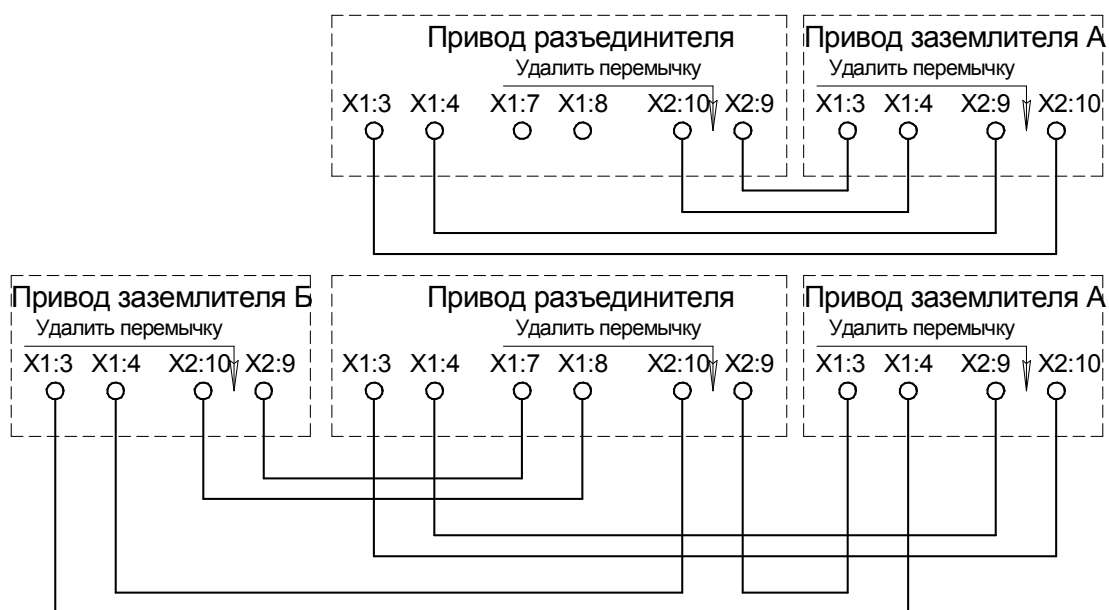 Привод разъединителя Привод заземлителя А
Удалить перемычку Удалить перемычку
X1:3 X1:4 X1:7 X1:8 X2:10 X2:9 X1:3 X1:4 X2:9 X2:10
Привод заземлителя Б Привод разъединителя Привод заземлителя А
Удалить перемычку Удалить перемычку Удалить перемычку
X1:3 X1:4 X2:10 X2:9 X1:3 X1:4 X1:7 X1:8 X2:10 X2:9 X1:3 X1:4 X2:9 X2:10